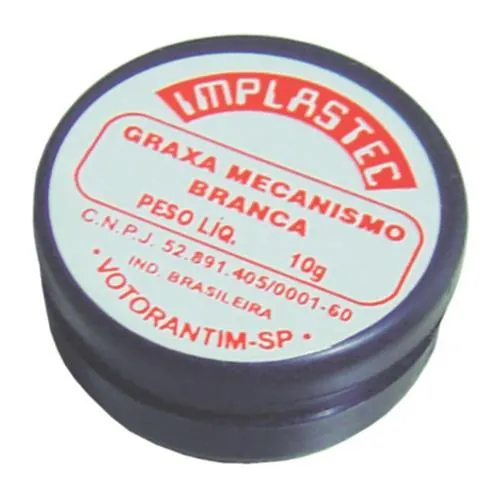 IMPLASTEC
GRAXA MECANISMO
BRANCA
PESO LÍQ. 10g
C.N.P.J. 52.891.405/0001-60
IND. BRASILEIRA
• VOTORANTIM-SP •